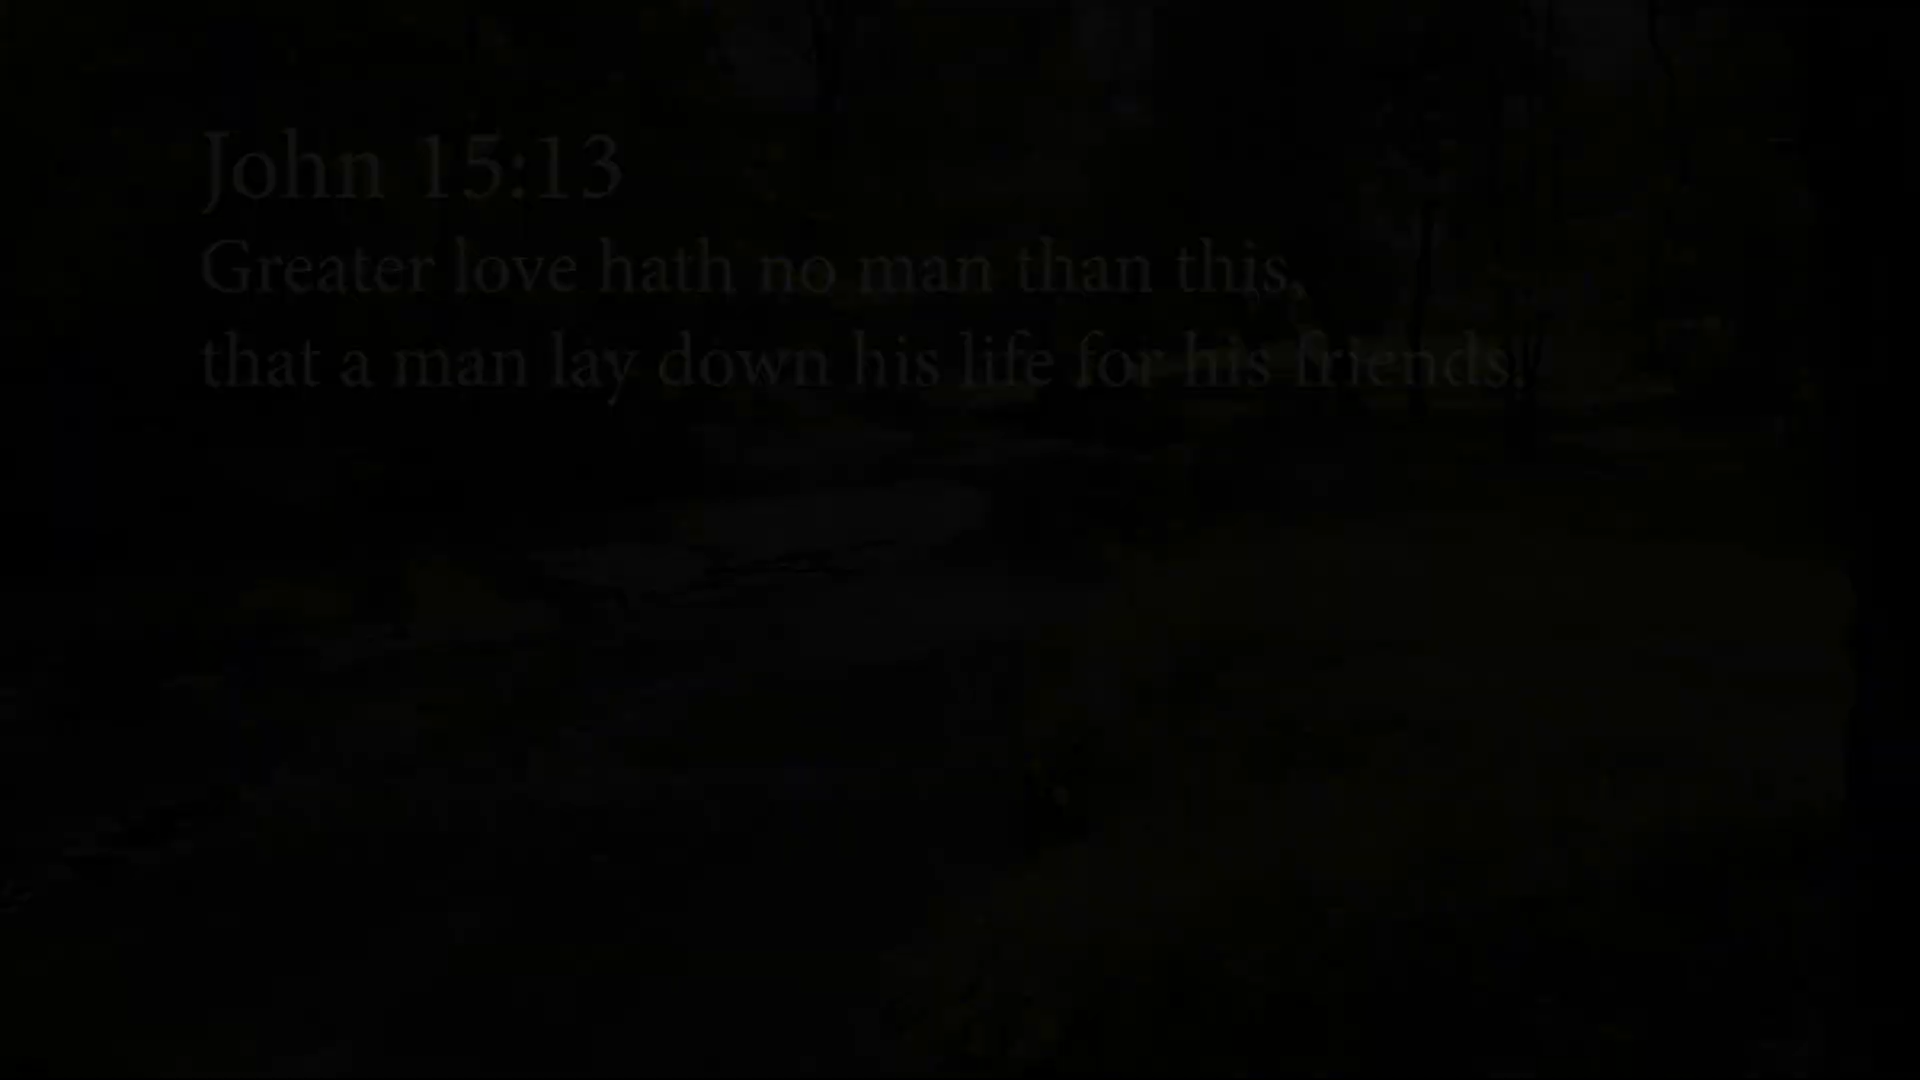 John 15:13
Greater love hath no man than this,
that a man lay down his life for his friends.